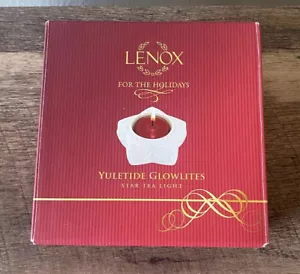 LENOX
FOR THE HOLIDAYS
YULETIDE GLOWLITES
STAR TEA LIGHT